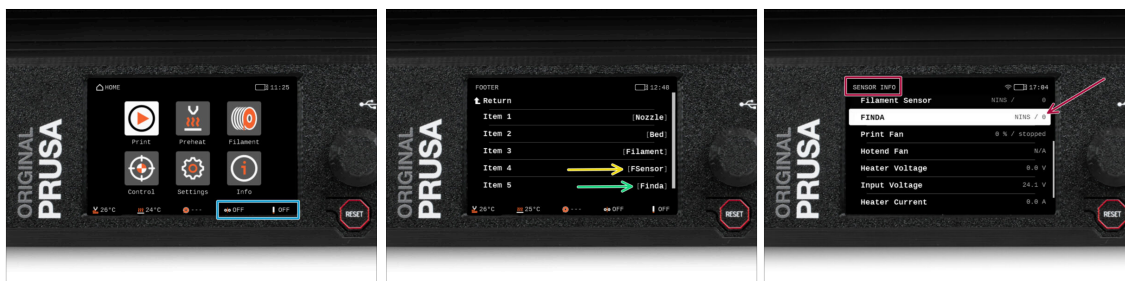 ORIGINAL
PRUSA
HOME
11:25
Print
Preheat
Filament
Control
Settings
Info
26°C
24°C
---
OFF
OFF
RESET
ORIGINAL
PRUSA
FOOTER
12:48
Return
Item 1 [Nozzle]
Item 2 [Bed]
Item 3 [Filament]
Item 4 [FSensor]
Item 5 [Finda]
26°C
25°C
---
OFF
OFF
RESET
ORIGINAL
PRUSA
SENSOR INFO
17:04
Filament Sensor NINS / 0
FINDA NINS / 0
Print Fan 0 % / stopped
Hotend Fan N/A
Heater Voltage 0.0 V
Input Voltage 24.1 V
Heater Current 0.0 A
RESET